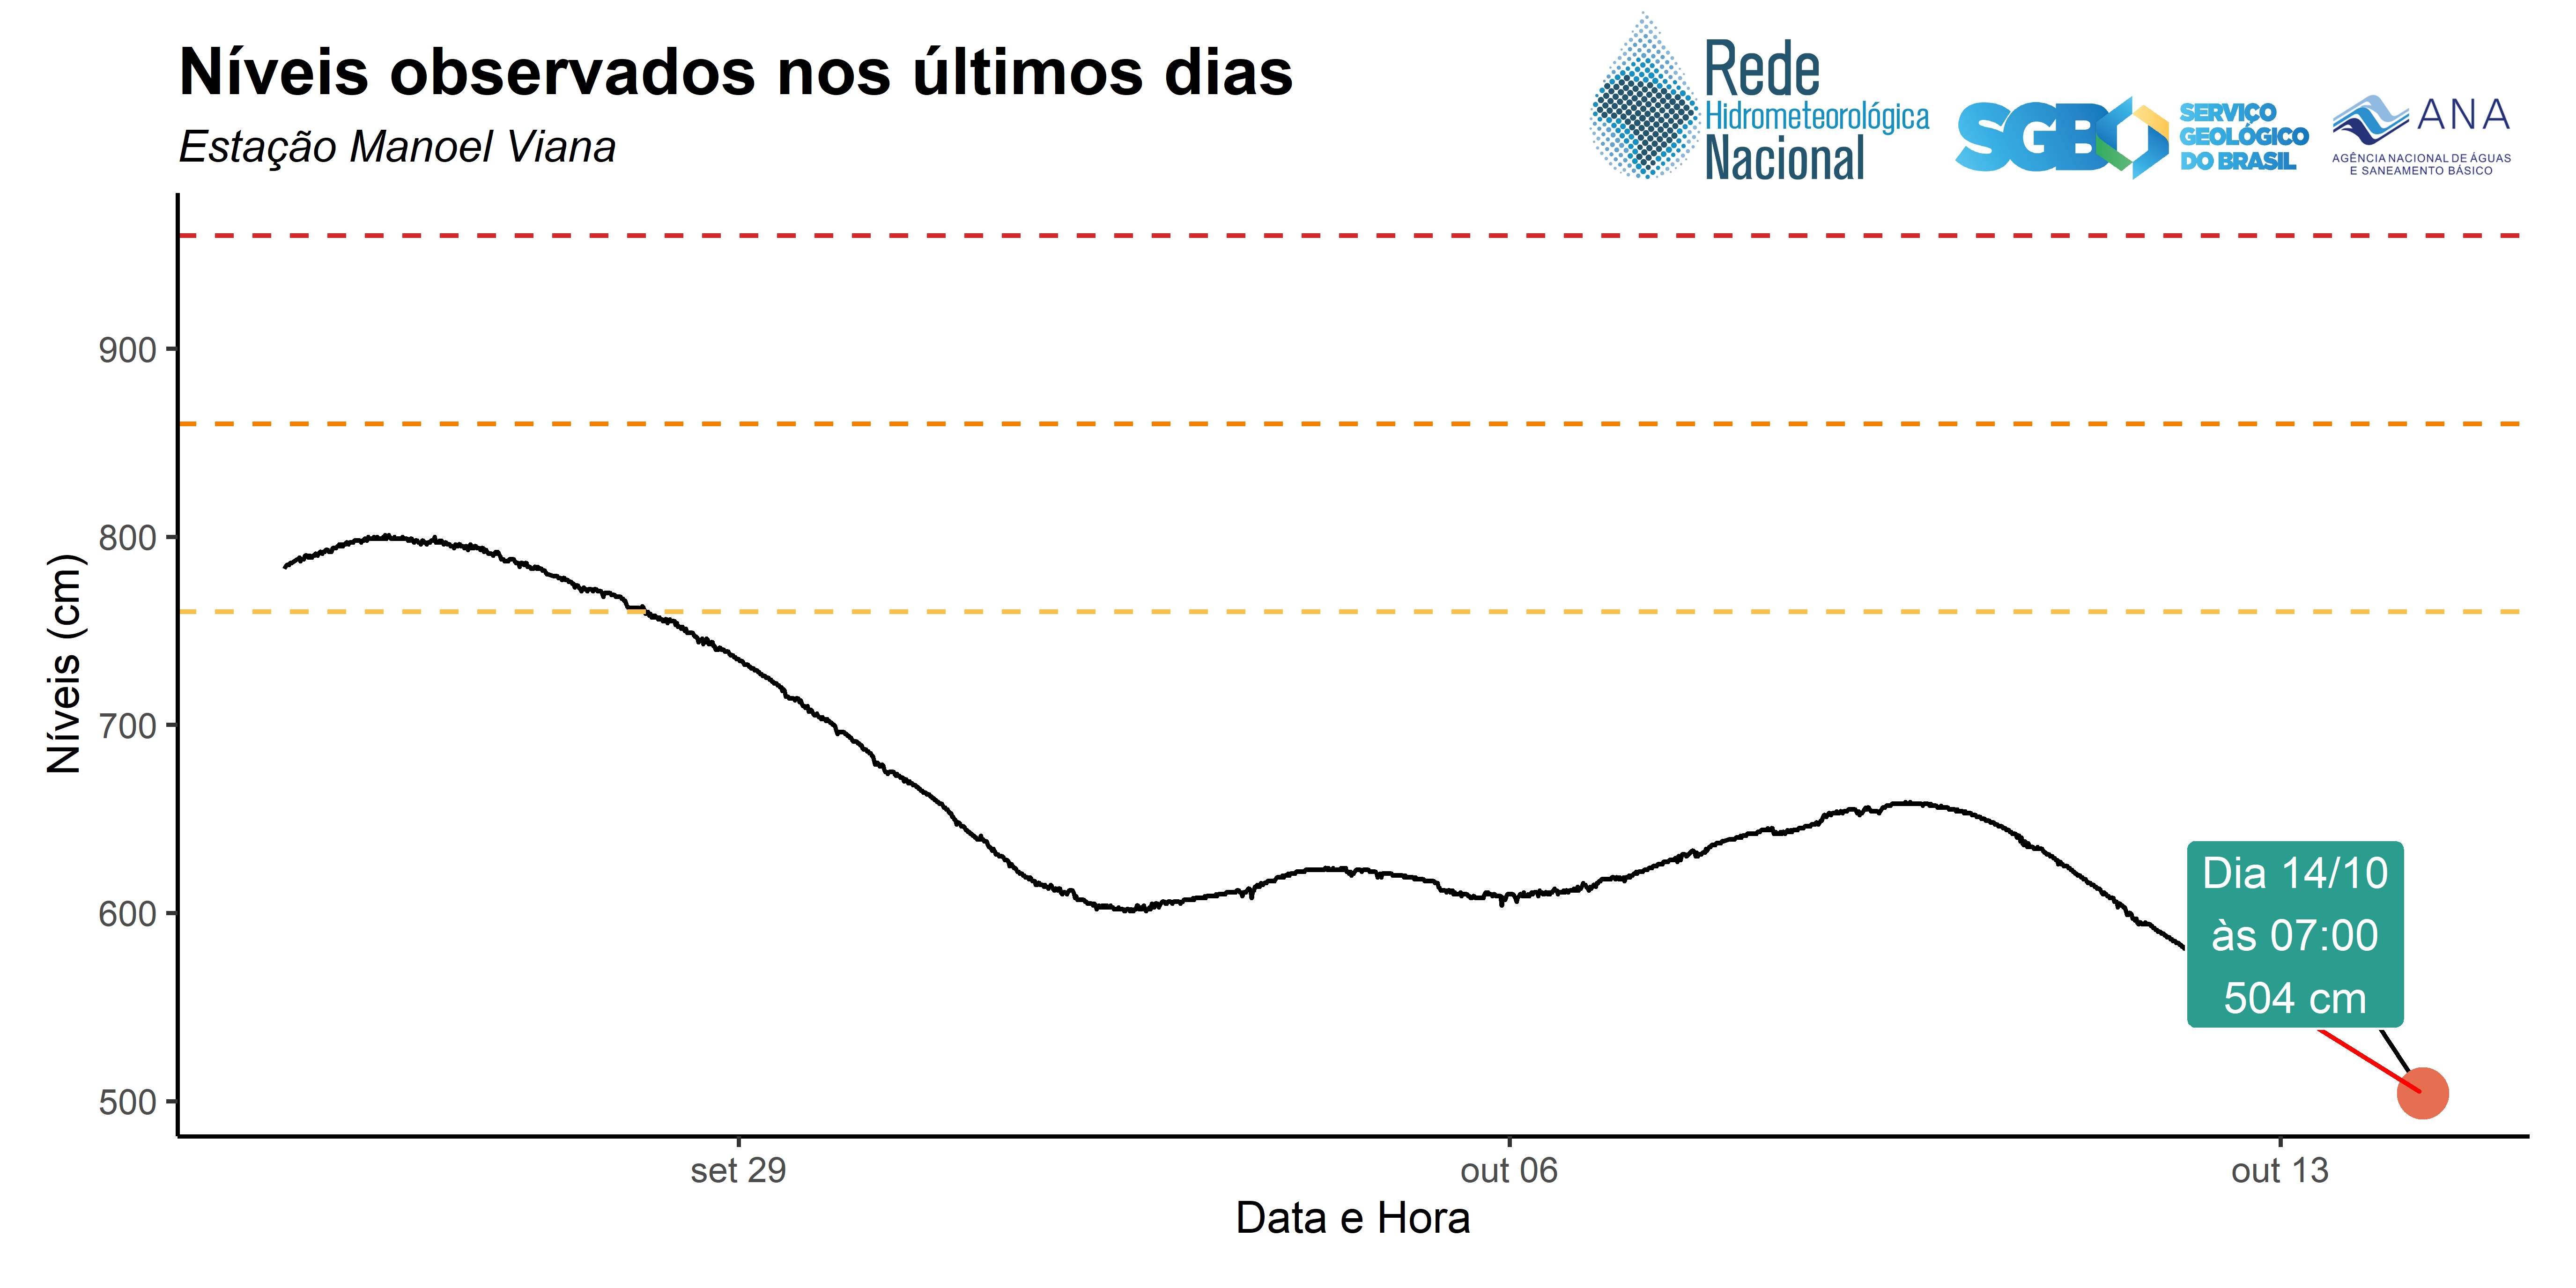 Níveis observados nos últimos dias
Estação Manoel Viana
Rede
Hidrometeorológica
Nacional
SGB
SERVIÇO
GEOLÓGICO
DO BRASIL
ANA
AGÊNCIA NACIONAL DE ÁGUAS
E SANEAMENTO BÁSICO
Níveis (cm)
900
800
700
600
500
Dia 14/10
às 07:00
504 cm
set 29
out 06
out 13
Data e Hora